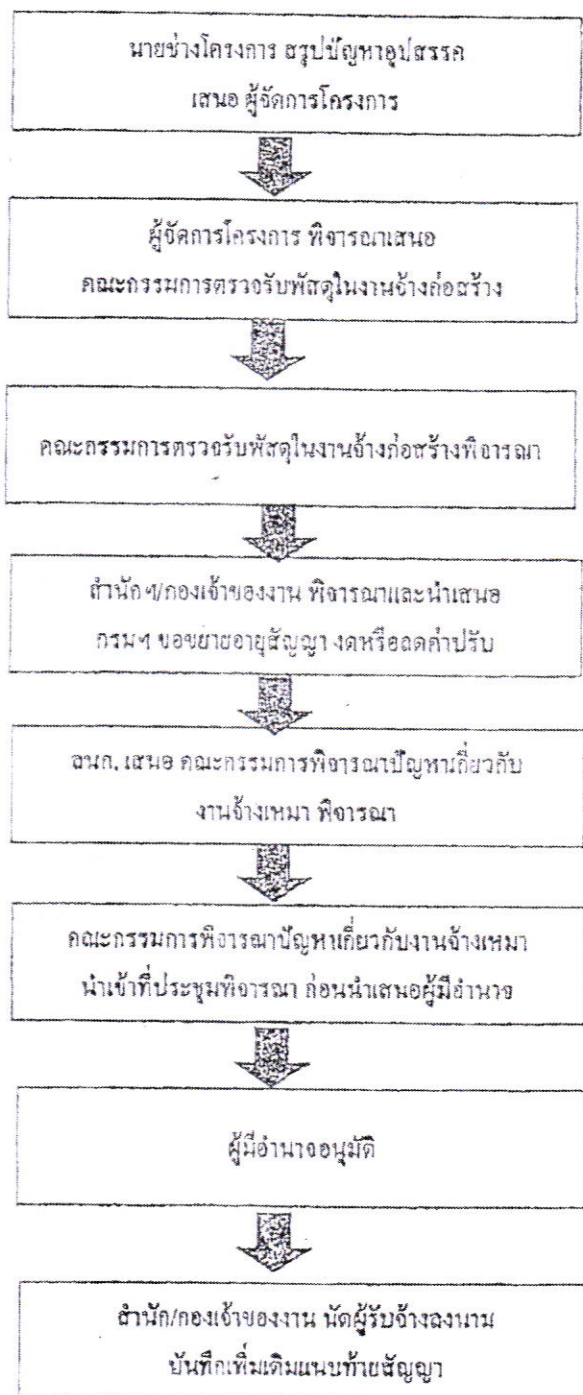 นายช่างโครงการ สรุปปัญหาอุปสรรค
เสนอ ผู้จัดการโครงการ
ผู้จัดการโครงการ พิจารณาเสนอ
คณะกรรมการตรวจรับพัสดุในงานจ้างก่อสร้าง
คณะกรรมการตรวจรับพัสดุในงานจ้างก่อสร้างพิจารณา
สำนักฯ/กองเจ้าของงาน พิจารณาและนำเสนอ
กรมฯ ขอขยายอายุสัญญา งดหรือลดค่าปรับ
สนก. เสนอ คณะกรรมการพิจารณาปัญหาเกี่ยวกับ
งานจ้างเหมา พิจารณา
คณะกรรมการพิจารณาปัญหาเกี่ยวกับงานจ้างเหมา
นำเข้าที่ประชุมพิจารณา ก่อนนำเสนอผู้มีอำนาจ
ผู้มีอำนาจอนุมัติ
สำนัก/กองเจ้าของงาน นัดผู้รับจ้างลงนาม
บันทึกเพิ่มเติมแนบท้ายสัญญา